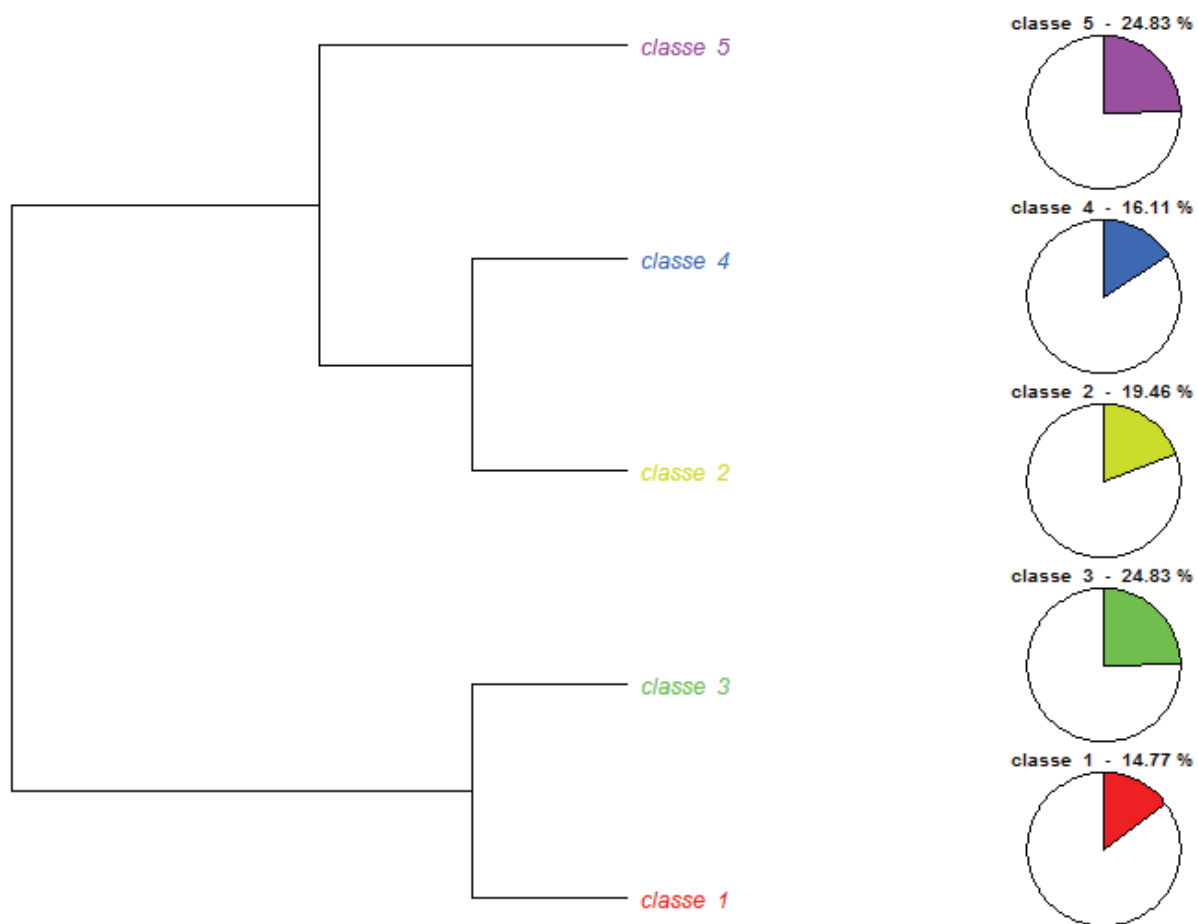 classe 5 - 24.83 %
classe 5
classe 4 - 16.11 %
classe 4
classe 2 - 19.46 %
classe 2
classe 3 - 24.83 %
classe 3
classe 1 - 14.77 %
classe 1